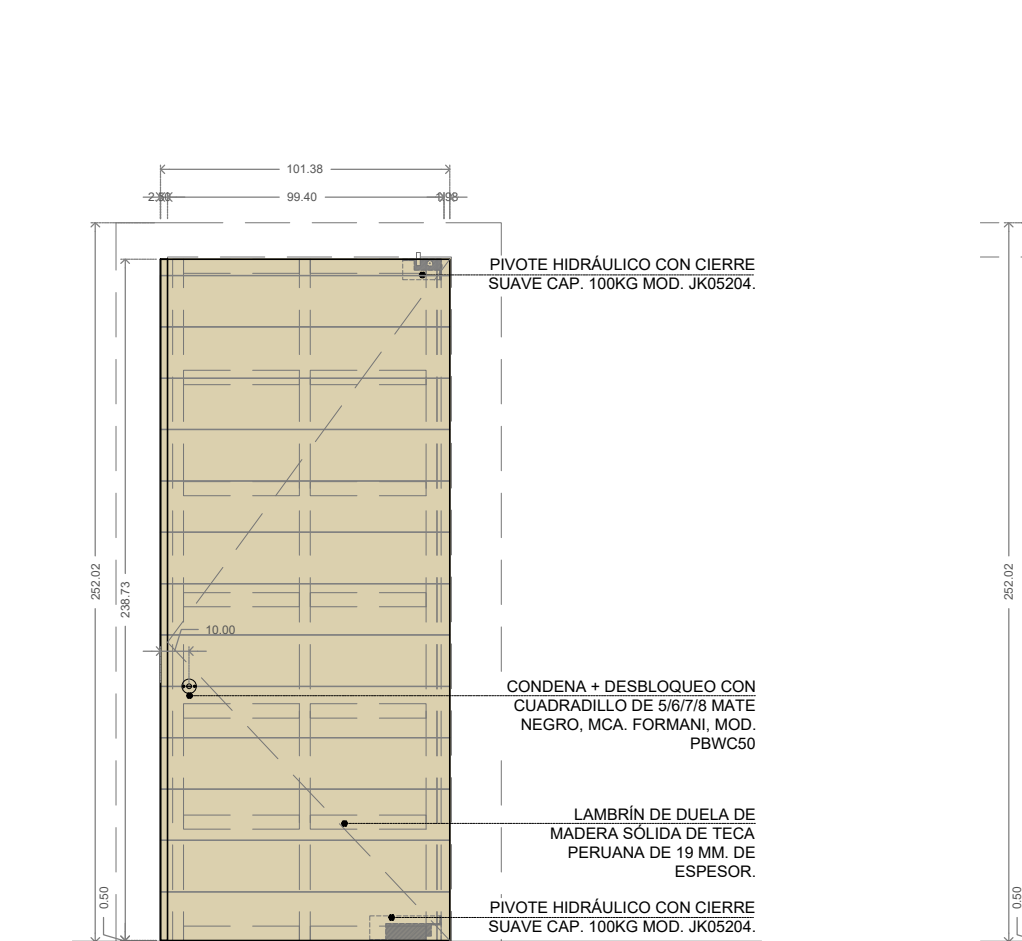 101.38
99.40
PIVOTE HIDRÁULICO CON CIERRE
SUAVE CAP. 100KG MOD. JK05204.
252.02
238.73
252.02
10.00
CONDENA + DESBLOQUEO CON
CUADRADILLO DE 5/6/7/8 MATE
NEGRO, MCA. FORMANI, MOD.
PBWC50
LAMBRÍN DE DUELA DE
MADERA SÓLIDA DE TECA
PERUANA DE 19 MM. DE
ESPESOR.
0.50
0.50
PIVOTE HIDRÁULICO CON CIERRE
SUAVE CAP. 100KG MOD. JK05204.